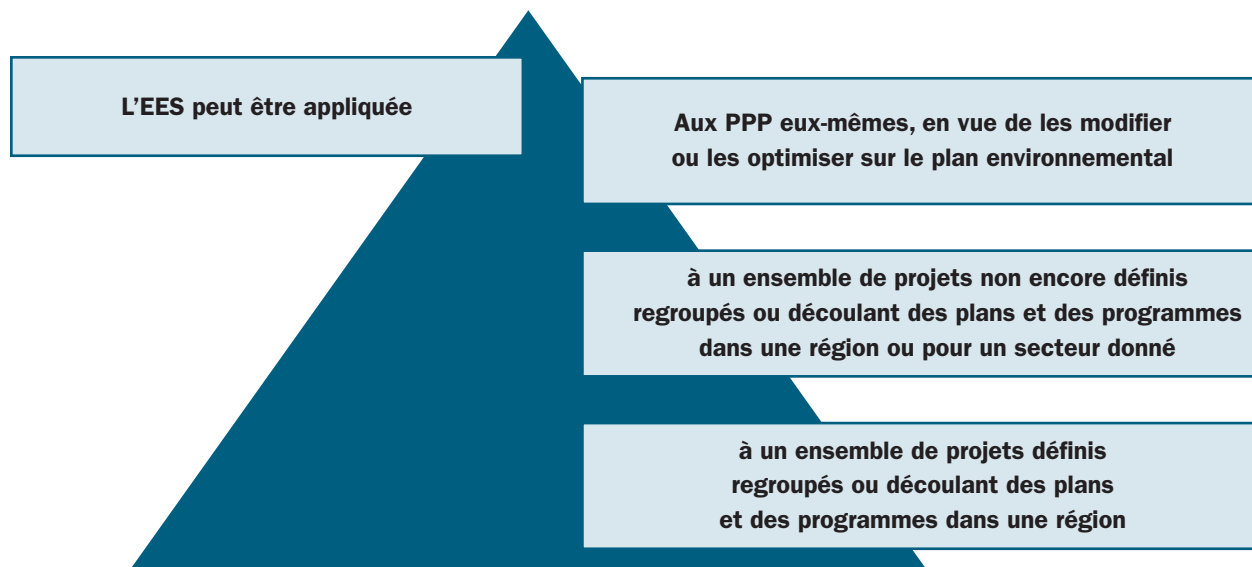 L’EES peut être appliquée
Aux PPP eux-mêmes, en vue de les modifier
ou les optimiser sur le plan environnemental
à un ensemble de projets non encore définis
regroupés ou découlant des plans et des programmes
dans une région ou pour un secteur donné
à un ensemble de projets définis
regroupés ou découlant des plans
et des programmes dans une région